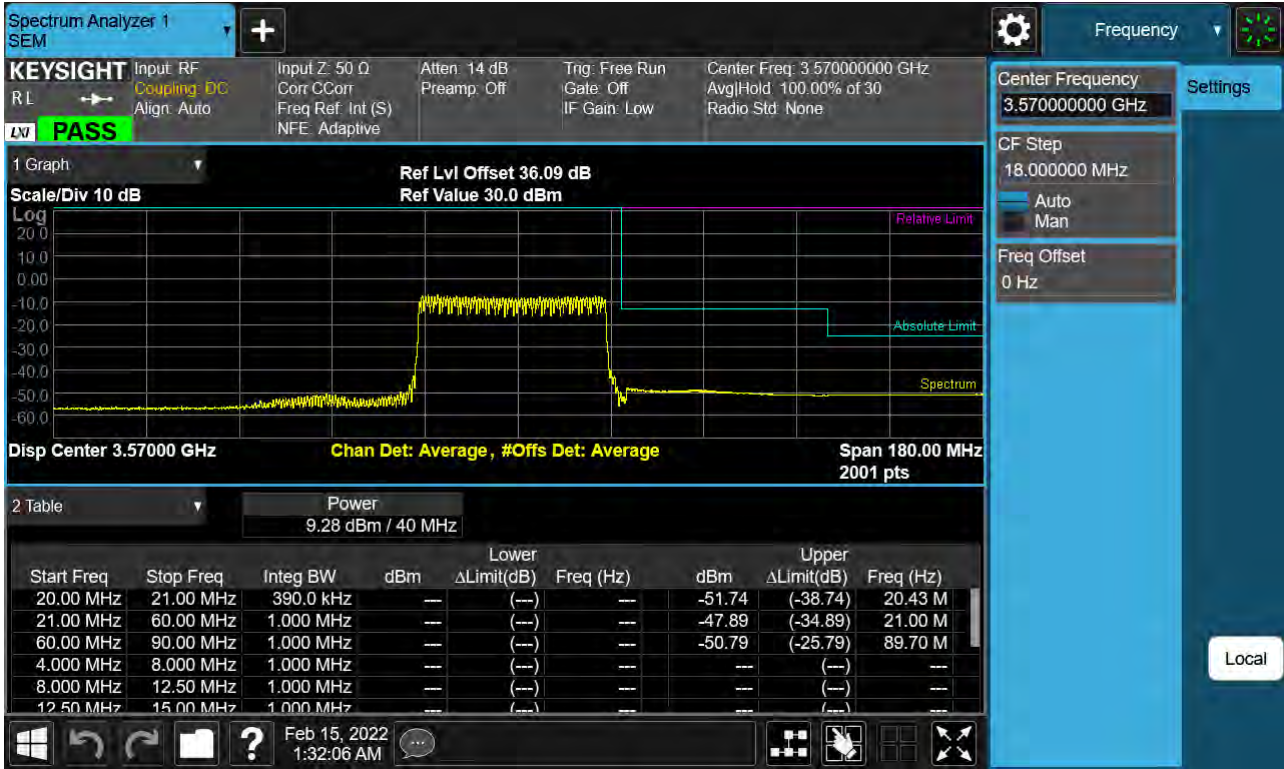 Spectrum Analyzer 1
SEM
Frequency
KEYSIGHT
RL
LXI
PASS
Input: RF
Coupling: DC
Align: Auto
Input Z: 50 Ω
Corr CCorr
Freq Ref: Int (S)
NFE: Adaptive
Atten: 14 dB
Preamp: Off
Trig: Free Run
Gate: Off
IF Gain: Low
Center Freq: 3.570000000 GHz
Avg|Hold: 100.00% of 30
Radio Std: None
Center Frequency
3.570000000 GHz
Settings
CF Step
18.000000 MHz
Auto
Man
Freq Offset
0 Hz
1 Graph
Ref Lvl Offset 36.09 dB
Scale/Div 10 dB
Ref Value 30.0 dBm
Log
20.0
10.0
0.00
-10.0
-20.0
-30.0
-40.0
-50.0
-60.0
Relative Limit
Absolute Limit
Spectrum
Disp Center 3.57000 GHz
Chan Det: Average , #Offs Det: Average
Span 180.00 MHz
2001 pts
2 Table
Power
9.28 dBm / 40 MHz
Lower Upper
Start Freq Stop Freq Integ BW dBm ΔLimit(dB) Freq (Hz) dBm ΔLimit(dB) Freq (Hz)
20.00 MHz 21.00 MHz 390.0 kHz --- (---) --- -51.74 (-38.74) 20.43 M
21.00 MHz 60.00 MHz 1.000 MHz --- (---) --- -47.89 (-34.89) 21.00 M
60.00 MHz 90.00 MHz 1.000 MHz --- (---) --- -50.79 (-25.79) 89.70 M
4.000 MHz 8.000 MHz 1.000 MHz --- (---) --- --- (---) ---
8.000 MHz 12.50 MHz 1.000 MHz --- (---) --- --- (---) ---
12.50 MHz 15.00 MHz 1.000 MHz --- (---) --- --- (---) ---
Local
?
Feb 15, 2022
1:32:06 AM